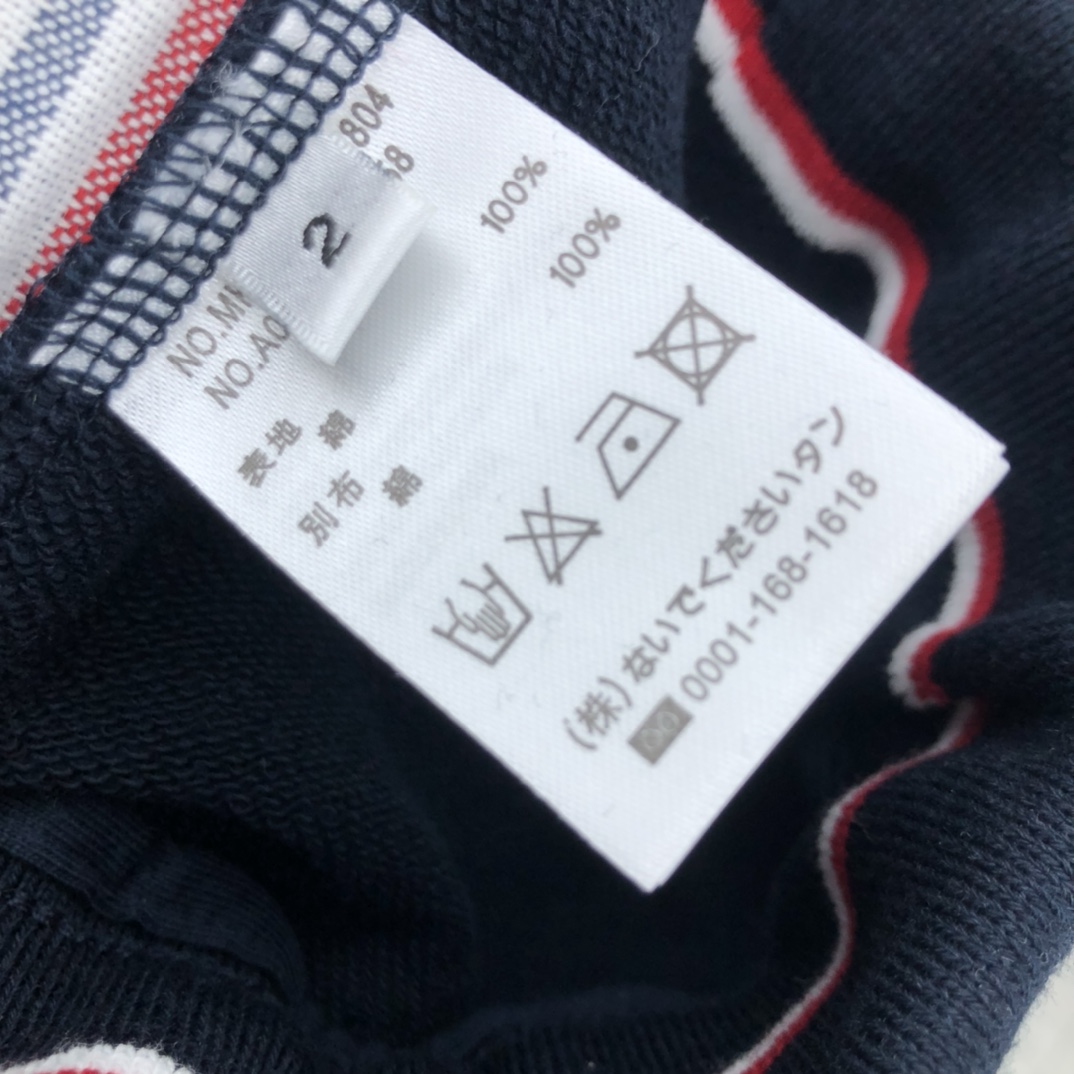 2
804
NO.M
NO.A0
表地 綿 100%
別布 綿 100%
(株)ないでくださいタン
0001-168-1618